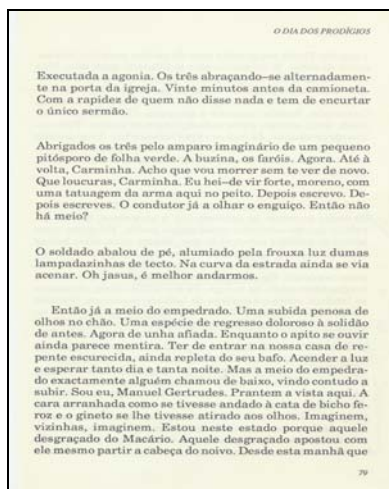 O DIA DOS PRODÍGIOS
Executada a agonia. Os três abraçando-se alternadamen-
te na porta da igreja. Vinte minutos antes da camioneta.
Com a rapidez de quem não disse nada e tem de encurtar
o único sermão.
Abrigados os três pelo amparo imaginário de um pequeno
pitósporo de folha verde. A buzina, os faróis. Agora. Até à
volta, Carminha. Acho que vou morrer sem te ver de novo.
Que loucuras, Carminha. Eu hei-de vir forte, moreno, com
uma tatuagem da arma aqui no peito. Depois escrevo. De-
pois escreves. O condutor já a olhar o enguiço. Então não
há meio?
O soldado abalou de pé, alumiado pela frouxa luz dumas
lampadazinhas de tecto. Na curva da estrada ainda se via
acenar. Oh jasus, é melhor andarmos.
Então já a meio do empedrado. Uma subida penosa de
olhos no chão. Uma espécie de regresso doloroso à solidão
de antes. Agora de unha afiada. Enquanto o apito se ouvir
ainda parece mentira. Ter de entrar na nossa casa de re-
pente escurecida, ainda repleta do seu bafo. Acender a luz
e esperar tanto dia e tanta noite. Mas a meio do empedra-
do exactamente alguém chamou de baixo, vindo contudo a
subir. Sou eu, Manuel Gertrudes. Prantem a vista aqui. A
cara arranhada como se tivesse andado à cata de bicho fe-
roz e o gineto se lhe tivesse atirado aos olhos. Imaginem,
vizinhas, imaginem. Estou neste estado porque aquele
desgraçado do Macário. Aquele desgraçado apostou com
ele mesmo partir a cabeça do noivo. Desde esta manhã que
79